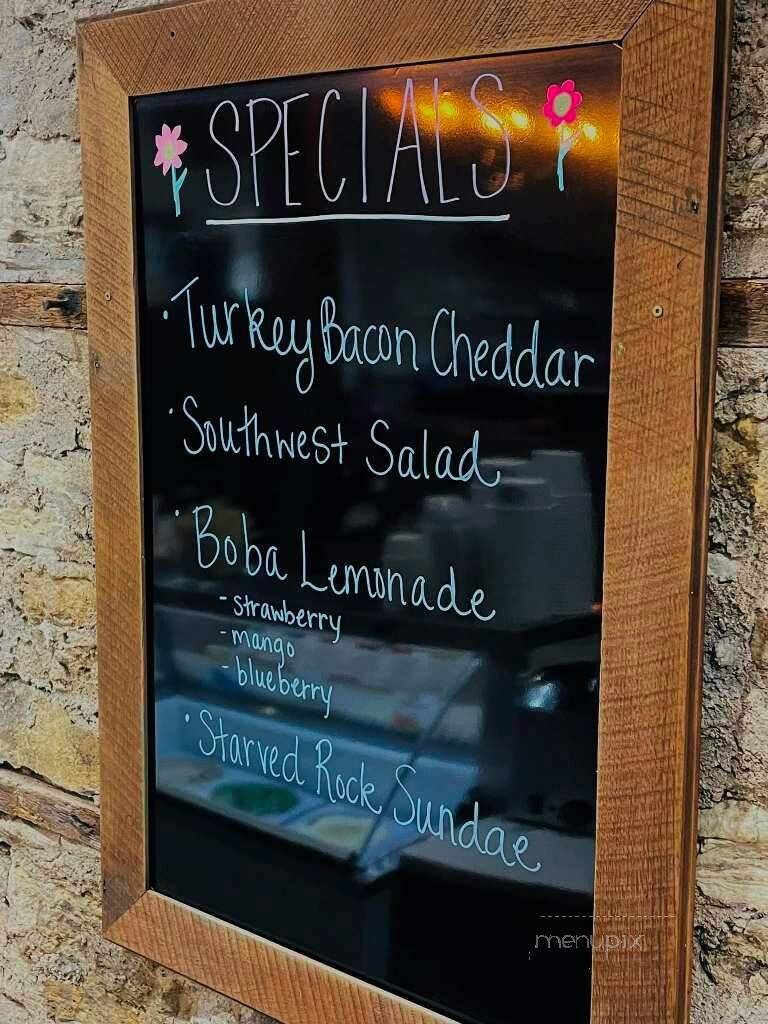 SPECIALS
· Turkey Bacon Cheddar
· Southwest Salad
· Boba Lemonade
- strawberry
- mango
- blueberry
· Starved Rock Sundae
menupix